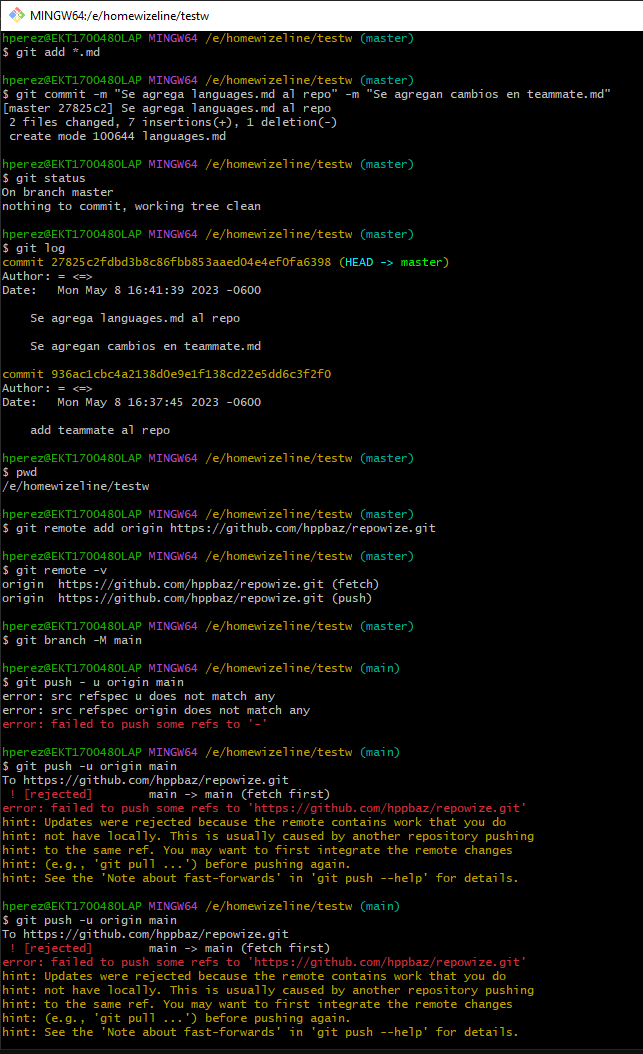 MINGW64:/e/homewizeline/testw
hperez@EKT1700480LAP MINGW64 /e/homewizeline/testw (master)
$ git add *.md
hperez@EKT1700480LAP MINGW64 /e/homewizeline/testw (master)
$ git commit -m "Se agrega languages.md al repo" -m "Se agregan cambios en teammate.md"
[master 27825c2] Se agrega languages.md al repo
2 files changed, 7 insertions(+), 1 deletion(-)
create mode 100644 languages.md
hperez@EKT1700480LAP MINGW64 /e/homewizeline/testw (master)
$ git status
On branch master
nothing to commit, working tree clean
hperez@EKT1700480LAP MINGW64 /e/homewizeline/testw (master)
$ git log
commit 27825c2fdbd3b8c86fbb853aaed04e4ef0fa6398 (HEAD -> master)
Author: = <=>
Date:   Mon May 8 16:41:39 2023 -0600
Se agrega languages.md al repo
Se agregan cambios en teammate.md
commit 936ac1cbc4a2138d0e9e1f138cd22e5dd6c3f2f0
Author: = <=>
Date:   Mon May 8 16:37:45 2023 -0600
add teammate al repo
hperez@EKT1700480LAP MINGW64 /e/homewizeline/testw (master)
$ pwd
/e/homewizeline/testw
hperez@EKT1700480LAP MINGW64 /e/homewizeline/testw (master)
$ git remote add origin https://github.com/hppbaz/repowize.git
hperez@EKT1700480LAP MINGW64 /e/homewizeline/testw (master)
$ git remote -v
origin  https://github.com/hppbaz/repowize.git (fetch)
origin  https://github.com/hppbaz/repowize.git (push)
hperez@EKT1700480LAP MINGW64 /e/homewizeline/testw (master)
$ git branch -M main
hperez@EKT1700480LAP MINGW64 /e/homewizeline/testw (main)
$ git push - u origin main
error: src refspec u does not match any
error: src refspec origin does not match any
error: failed to push some refs to '-'
hperez@EKT1700480LAP MINGW64 /e/homewizeline/testw (main)
$ git push -u origin main
To https://github.com/hppbaz/repowize.git
! [rejected]        main -> main (fetch first)
error: failed to push some refs to 'https://github.com/hppbaz/repowize.git'
hint: Updates were rejected because the remote contains work that you do
hint: not have locally. This is usually caused by another repository pushing
hint: to the same ref. You may want to first integrate the remote changes
hint: (e.g., 'git pull ...') before pushing again.
hint: See the 'Note about fast-forwards' in 'git push --help' for details.
hperez@EKT1700480LAP MINGW64 /e/homewizeline/testw (main)
$ git push -u origin main
To https://github.com/hppbaz/repowize.git
! [rejected]        main -> main (fetch first)
error: failed to push some refs to 'https://github.com/hppbaz/repowize.git'
hint: Updates were rejected because the remote contains work that you do
hint: not have locally. This is usually caused by another repository pushing
hint: to the same ref. You may want to first integrate the remote changes
hint: (e.g., 'git pull ...') before pushing again.
hint: See the 'Note about fast-forwards' in 'git push --help' for details.